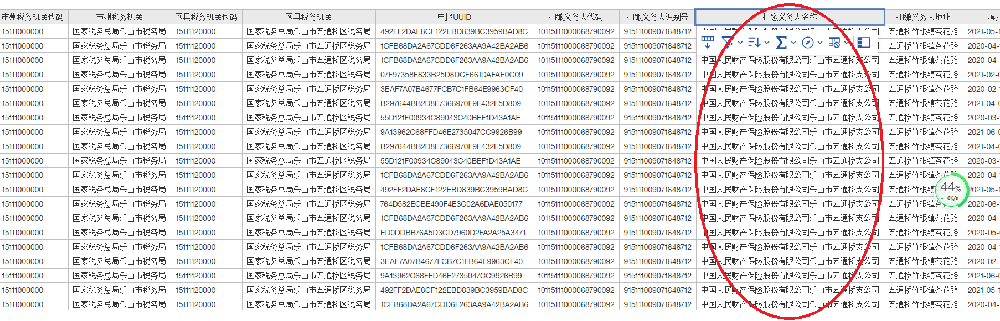 市州税务机关代码 市州税务机关 区县税务机关代码 区县税务机关 申报UUID 扣缴义务人代码 扣缴义务人识别号 扣缴义务人名称 扣缴义务人地址 填报
15111000000 国家税务总局乐山市税务局 15111120000 国家税务总局乐山市五通桥区税务局 492FF2DAE8CF122EBD839BC3959BAD8C 10115111000068790092 915111009071648712 中国人民财产保险股份有限公司乐山市五通桥支公司 五通桥竹根镇茶花路 2021-05-1
15111000000 国家税务总局乐山市税务局 15111120000 国家税务总局乐山市五通桥区税务局 1CFB68DA2A67CDD6F263AA9A42BA2AB6 10115111000068790092 915111009071648712 五通桥竹根镇茶花路 2020-04-
15111000000 国家税务总局乐山市税务局 15111120000 国家税务总局乐山市五通桥区税务局 1CFB68DA2A67CDD6F263AA9A42BA2AB6 10115111000068790092 915111009071648712 中国人民财产保险股份有限公司乐山市五通桥支公司 五通桥竹根镇茶花路 2020-04-
15111000000 国家税务总局乐山市税务局 15111120000 国家税务总局乐山市五通桥区税务局 07F97358F833B25D8DCF661DAFAE0C09 10115111000068790092 915111009071648712 中国人民财产保险股份有限公司乐山市五通桥支公司 五通桥竹根镇茶花路 2021-02-0
15111000000 国家税务总局乐山市税务局 15111120000 国家税务总局乐山市五通桥区税务局 3EAF7A07B4677FCB7C1FB64E9963CF40 10115111000068790092 915111009071648712 中国人民财产保险股份有限公司乐山市五通桥支公司 五通桥竹根镇茶花路 2020-02-
15111000000 国家税务总局乐山市税务局 15111120000 国家税务总局乐山市五通桥区税务局 B297644BB2D8E7366970F9F432E5D809 10115111000068790092 915111009071648712 中国人民财产保险股份有限公司乐山市五通桥支公司 五通桥竹根镇茶花路 2021-04-0
15111000000 国家税务总局乐山市税务局 15111120000 国家税务总局乐山市五通桥区税务局 55D121F00934C89043C40BEF1D43A1AE 10115111000068790092 915111009071648712 中国人民财产保险股份有限公司乐山市五通桥支公司 五通桥竹根镇茶花路 2020-03-
15111000000 国家税务总局乐山市税务局 15111120000 国家税务总局乐山市五通桥区税务局 9A13962C68FFD46E2735047CC9926B99 10115111000068790092 915111009071648712 中国人民财产保险股份有限公司乐山市五通桥支公司 五通桥竹根镇茶花路 2021-06-0
15111000000 国家税务总局乐山市税务局 15111120000 国家税务总局乐山市五通桥区税务局 B297644BB2D8E7366970F9F432E5D809 10115111000068790092 915111009071648712 中国人民财产保险股份有限公司乐山市五通桥支公司 五通桥竹根镇茶花路 2021-04-0
15111000000 国家税务总局乐山市税务局 15111120000 国家税务总局乐山市五通桥区税务局 55D121F00934C89043C40BEF1D43A1AE 10115111000068790092 915111009071648712 中国人民财产保险股份有限公司乐山市五通桥支公司 五通桥竹根镇茶花路 2020-03-
15111000000 国家税务总局乐山市税务局 15111120000 国家税务总局乐山市五通桥区税务局 1CFB68DA2A67CDD6F263AA9A42BA2AB6 10115111000068790092 915111009071648712 中国人民财产保险股份有限公司乐山市五通桥支公司 五通桥竹根镇茶花路 2020-04-
15111000000 国家税务总局乐山市税务局 15111120000 国家税务总局乐山市五通桥区税务局 492FF2DAE8CF122EBD839BC3959BAD8C 10115111000068790092 915111009071648712 中国人民财产保险股份有限公司乐山市五通桥支公司 五通桥竹根镇 44% 2021-05-1
0K/s
15111000000 国家税务总局乐山市税务局 15111120000 国家税务总局乐山市五通桥区税务局 764D582ECBE490F4E3C02A6DAE050177 10115111000068790092 915111009071648712 中国人民财产保险股份有限公司乐山市五通桥支公司 五通桥竹根镇茶花路 2020-06-
15111000000 国家税务总局乐山市税务局 15111120000 国家税务总局乐山市五通桥区税务局 1CFB68DA2A67CDD6F263AA9A42BA2AB6 10115111000068790092 915111009071648712 中国人民财产保险股份有限公司乐山市五通桥支公司 五通桥竹根镇茶花路 2020-04-
15111000000 国家税务总局乐山市税务局 15111120000 国家税务总局乐山市五通桥区税务局 ED0DDBB76A5D3CD7960D2FA2A25A3471 10115111000068790092 915111009071648712 中国人民财产保险股份有限公司乐山市五通桥支公司 五通桥竹根镇茶花路 2020-05-
15111000000 国家税务总局乐山市税务局 15111120000 国家税务总局乐山市五通桥区税务局 1CFB68DA2A67CDD6F263AA9A42BA2AB6 10115111000068790092 915111009071648712 中国人民财产保险股份有限公司乐山市五通桥支公司 五通桥竹根镇茶花路 2020-04-
15111000000 国家税务总局乐山市税务局 15111120000 国家税务总局乐山市五通桥区税务局 3EAF7A07B4677FCB7C1FB64E9963CF40 10115111000068790092 915111009071648712 中国人民财产保险股份有限公司乐山市五通桥支公司 五通桥竹根镇茶花路 2020-02-
15111000000 国家税务总局乐山市税务局 15111120000 国家税务总局乐山市五通桥区税务局 9A13962C68FFD46E2735047CC9926B99 10115111000068790092 915111009071648712 中国人民财产保险股份有限公司乐山市五通桥支公司 五通桥竹根镇茶花路 2021-06-0
15111000000 国家税务总局乐山市税务局 15111120000 国家税务总局乐山市五通桥区税务局 492FF2DAE8CF122EBD839BC3959BAD8C 10115111000068790092 915111009071648712 中国人民财产保险股份有限公司乐山市五通桥支公司 五通桥竹根镇茶花路 2021-05-1
15111000000 国家税务总局乐山市税务局 15111120000 国家税务总局乐山市五通桥区税务局 1CFB68DA2A67CDD6F263AA9A42BA2AB6 10115111000068790092 915111009071648712 中国人民财产保险股份有限公司乐山市五通桥支公司 五通桥竹根镇茶花路 2020-04-